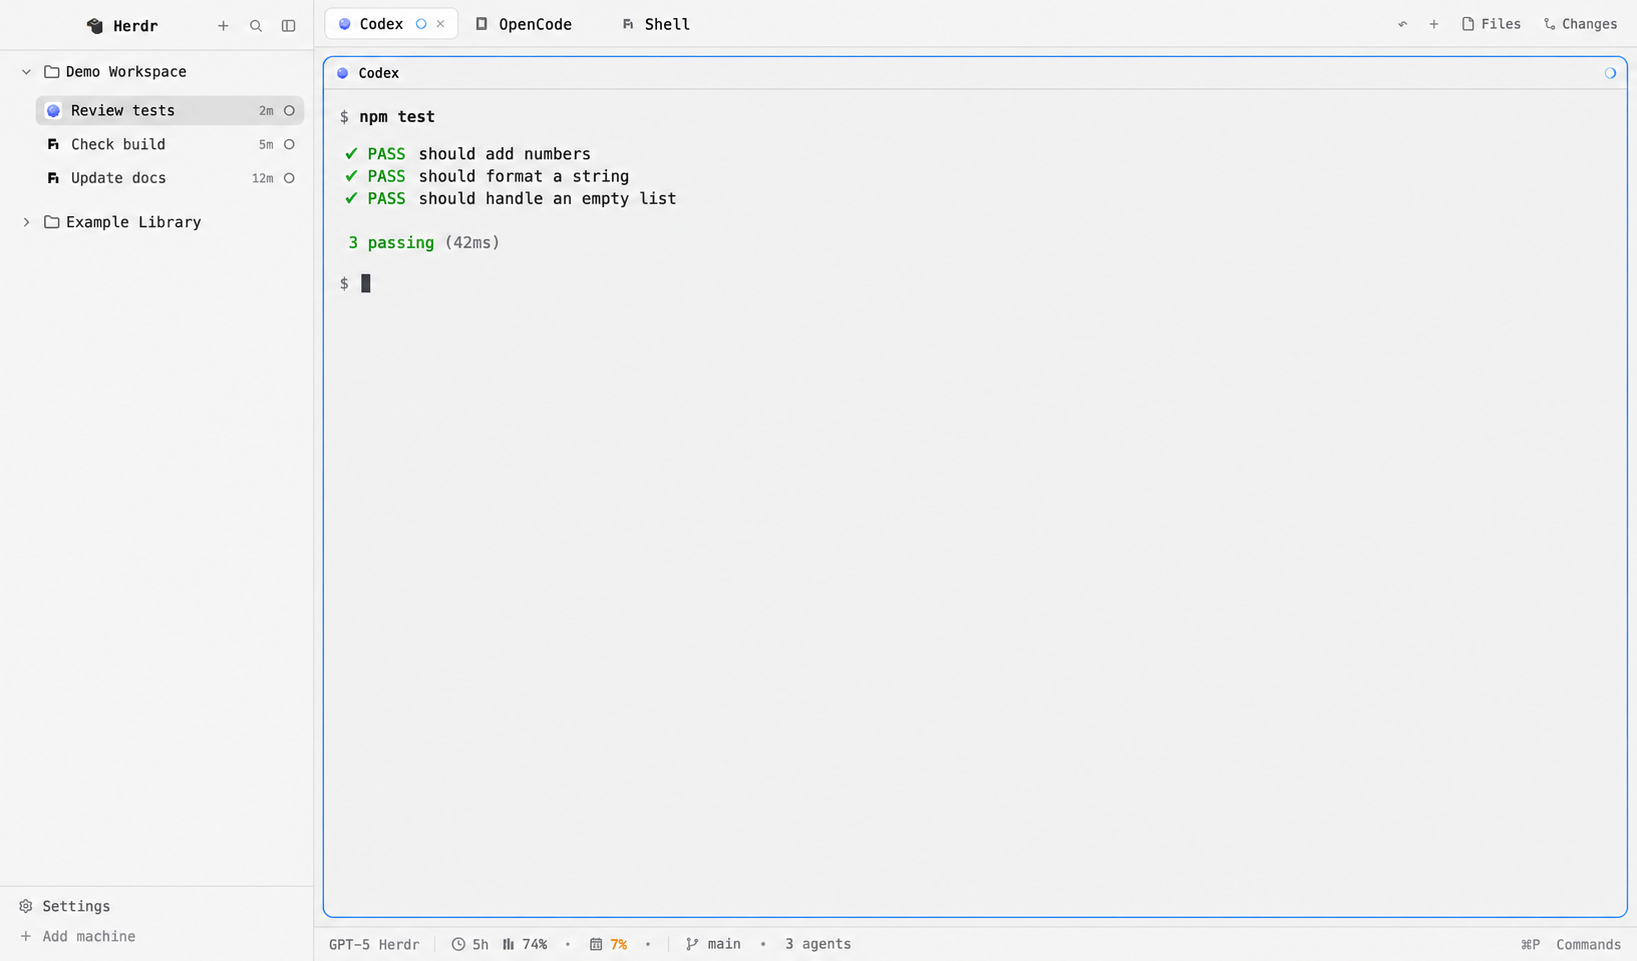 Herdr
Demo Workspace
Review tests 2m
Check build 5m
Update docs 12m
Example Library
Settings
Add machine
Codex OpenCode Shell Files Changes
Codex
$ npm test
✓ PASS should add numbers
✓ PASS should format a string
✓ PASS should handle an empty list
3 passing (42ms)
$
GPT-5 Herdr 5h 74% • 7% • main • 3 agents ⌘P Commands